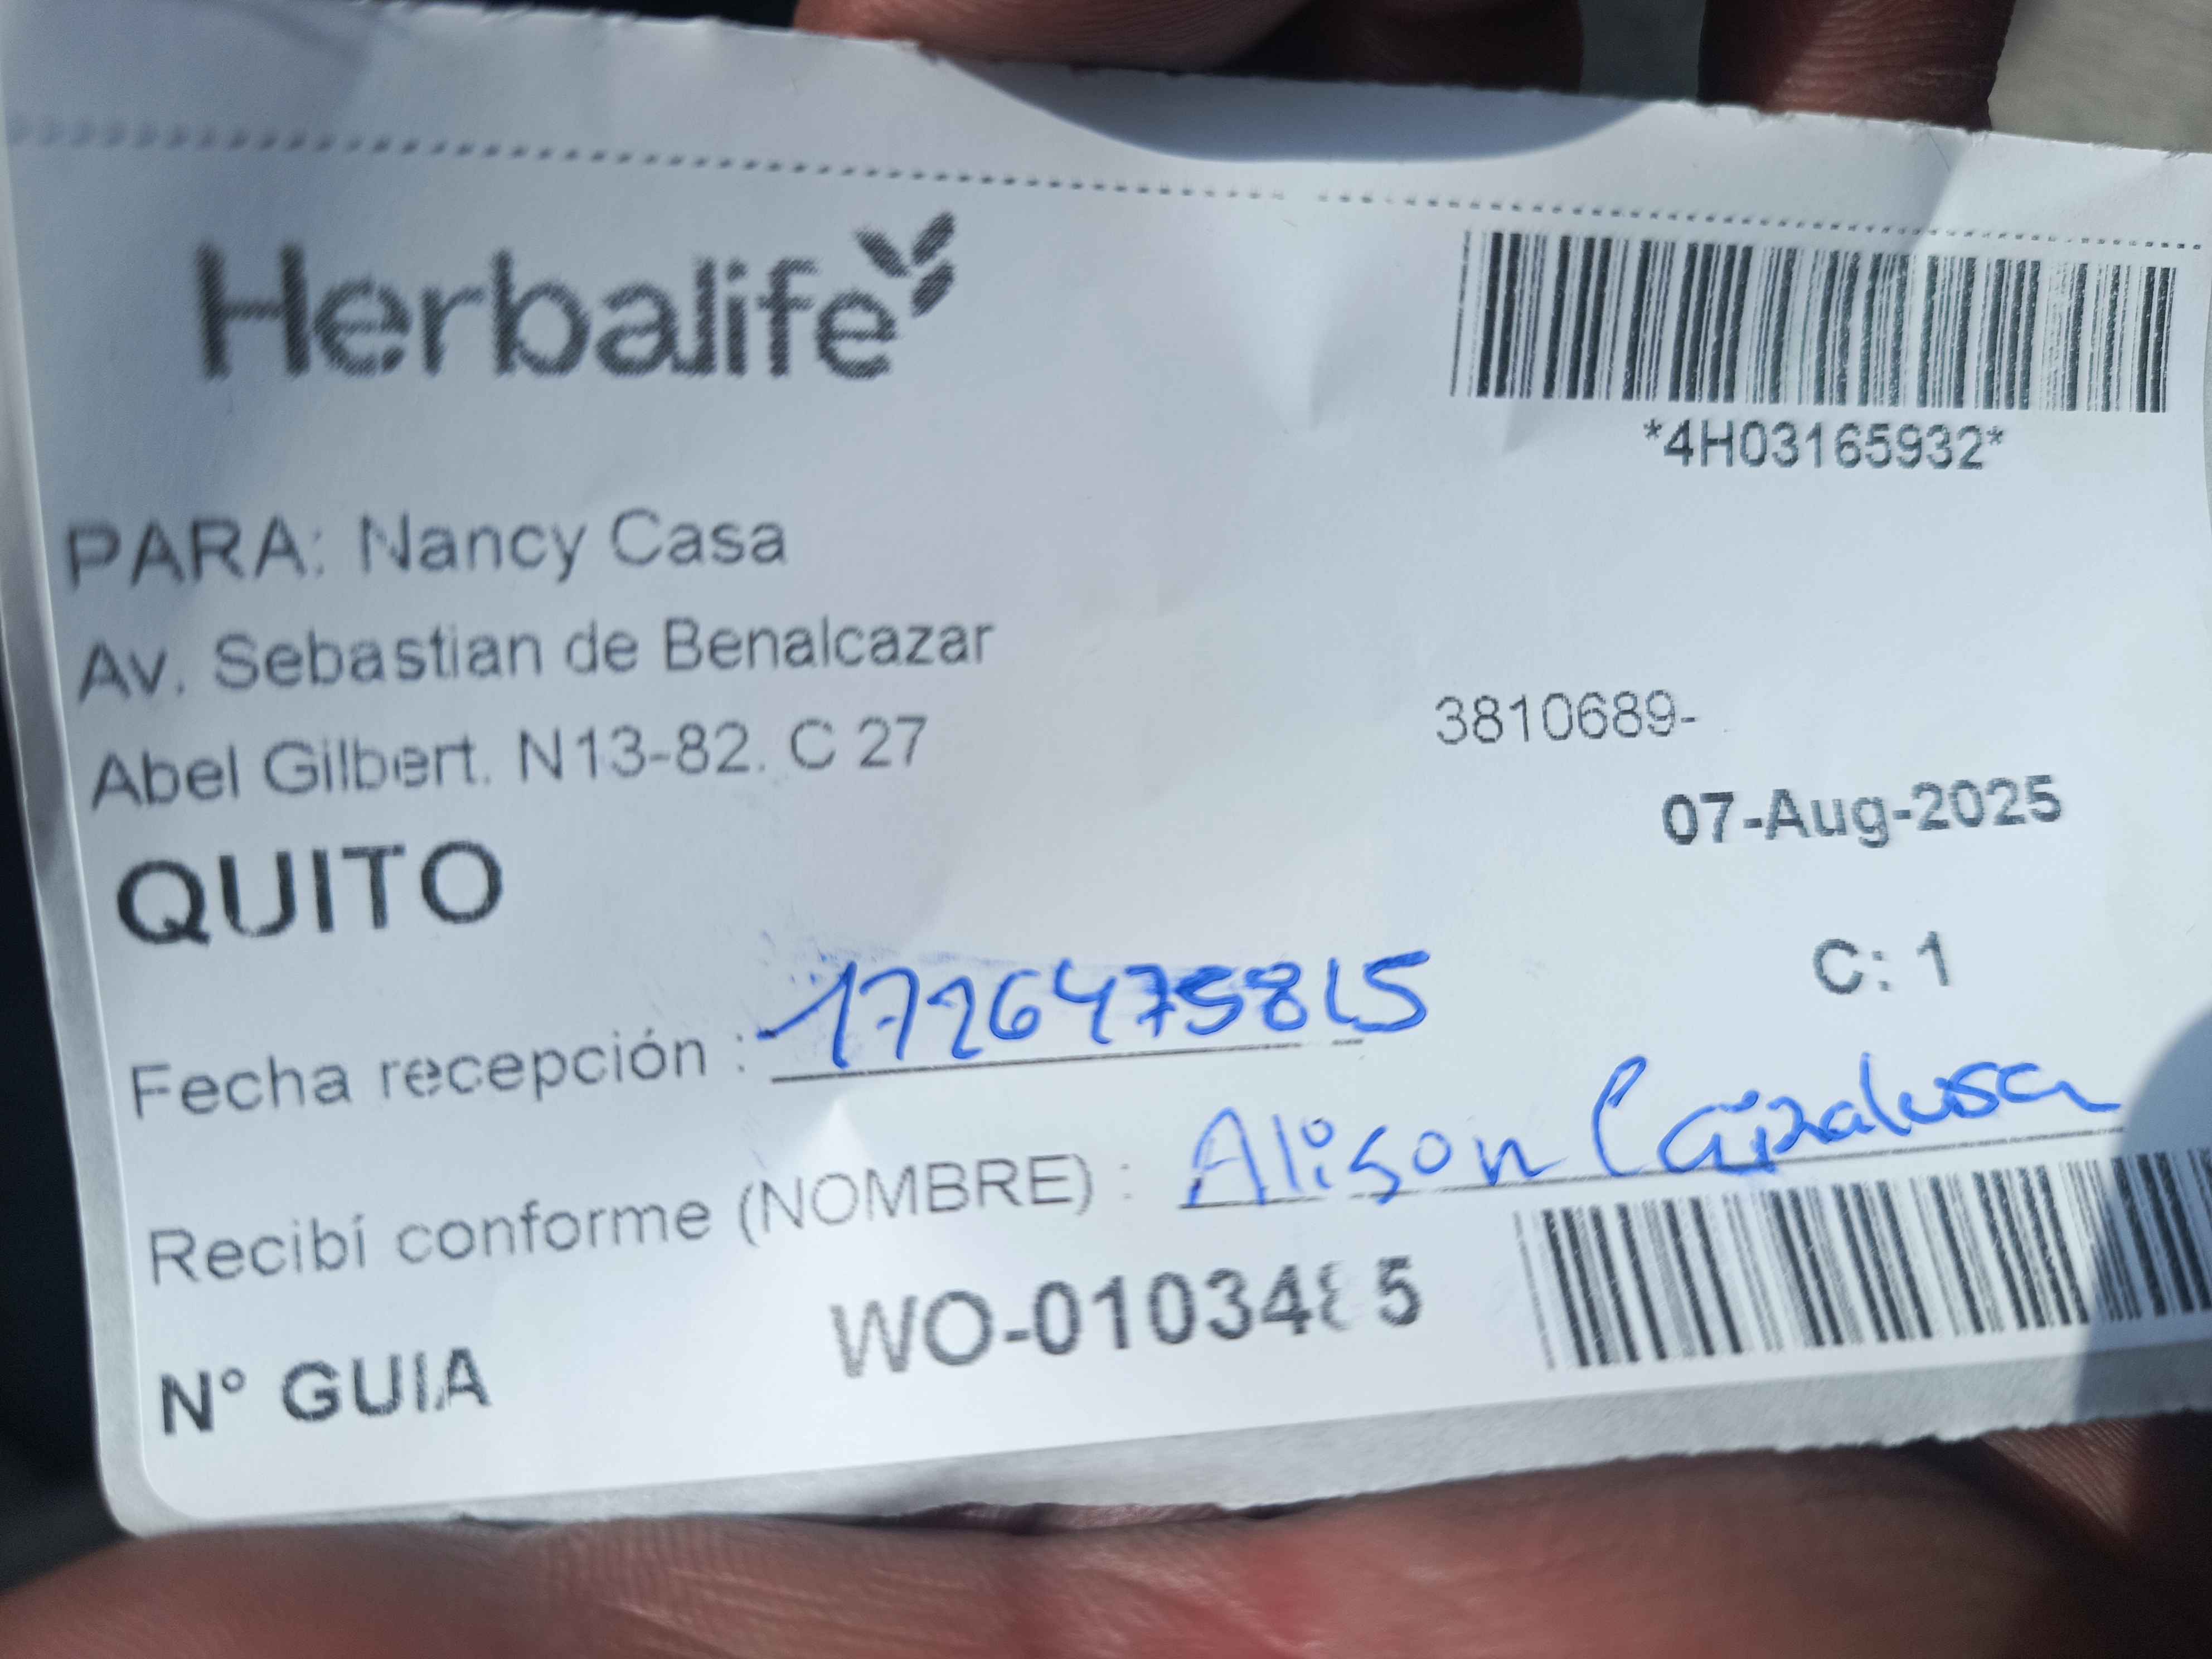 Herbalife
*4H03165932*
PARA: Nancy Casa
Av. Sebastian de Benalcazar
Abel Gilbert. N13-82. C 27
3810689-
07-Aug-2025
QUITO
C: 1
Fecha recepción :
Recibí conforme (NOMBRE) : Alison
N° GUIA